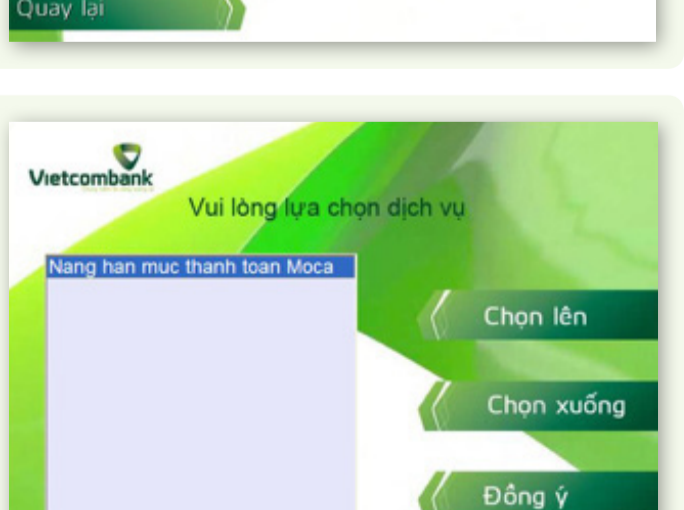 Quay lại
Vietcombank
Vui lòng lựa chọn dịch vụ
Nang han muc thanh toan Moca
Chọn lên
Chọn xuống
Đồng ý